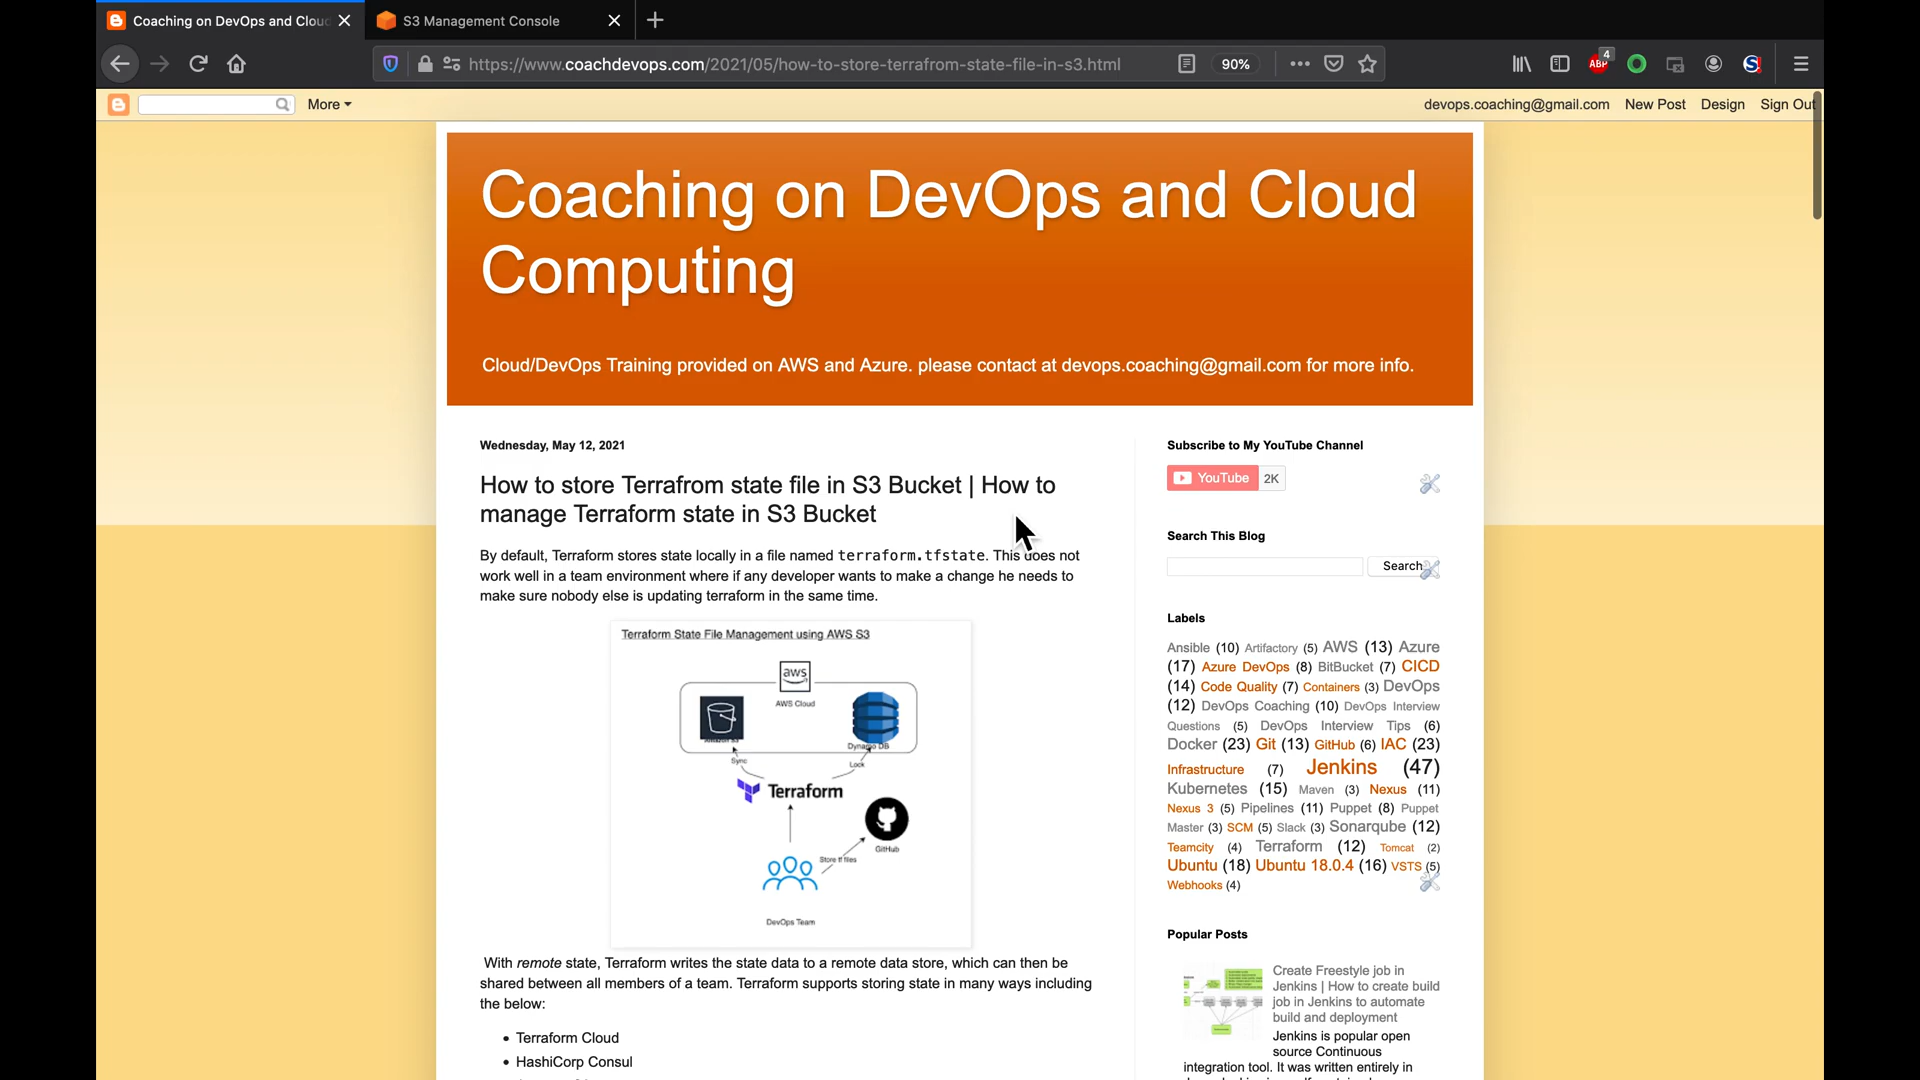 Coaching on DevOps and Clou
S3 Management Console
https://www.coachdevops.com/2021/05/how-to-store-terrafrom-state-file-in-s3.html
90%
ABP
4
More
devops.coaching@gmail.com New Post Design Sign Out
Coaching on DevOps and Cloud
Computing
Cloud/DevOps Training provided on AWS and Azure. please contact at devops.coaching@gmail.com for more info.
Wednesday, May 12, 2021
How to store Terrafrom state file in S3 Bucket | How to
manage Terraform state in S3 Bucket
By default, Terraform stores state locally in a file named terraform.tfstate. This does not
work well in a team environment where if any developer wants to make a change he needs to
make sure nobody else is updating terraform in the same time.
Terraform State File Management using AWS S3
aws
AWS Cloud
Amazon S3
Dynamo DB
Sync
Lock
Terraform
GitHub
Store tf files
DevOps Team
With remote state, Terraform writes the state data to a remote data store, which can then be
shared between all members of a team. Terraform supports storing state in many ways including
the below:
• Terraform Cloud
• HashiCorp Consul
Subscribe to My YouTube Channel
YouTube 2K
Search This Blog
Search
Labels
Ansible (10) Artifactory (5) AWS (13) Azure
(17) Azure DevOps (8) BitBucket (7) CICD
(14) Code Quality (7) Containers (3) DevOps
(12) DevOps Coaching (10) DevOps Interview
Questions (5) DevOps Interview Tips (6)
Docker (23) Git (13) GitHub (6) IAC (23)
Infrastructure (7) Jenkins (47)
Kubernetes (15) Maven (3) Nexus (11)
Nexus 3 (5) Pipelines (11) Puppet (8) Puppet
Master (3) SCM (5) Slack (3) Sonarqube (12)
Teamcity (4) Terraform (12) Tomcat (2)
Ubuntu (18) Ubuntu 18.0.4 (16) VSTS (5)
Webhooks (4)
Popular Posts
Create Freestyle job in
Jenkins | How to create build
job in Jenkins to automate
build and deployment
Jenkins is popular open
source Continuous
integration tool. It was written entirely in